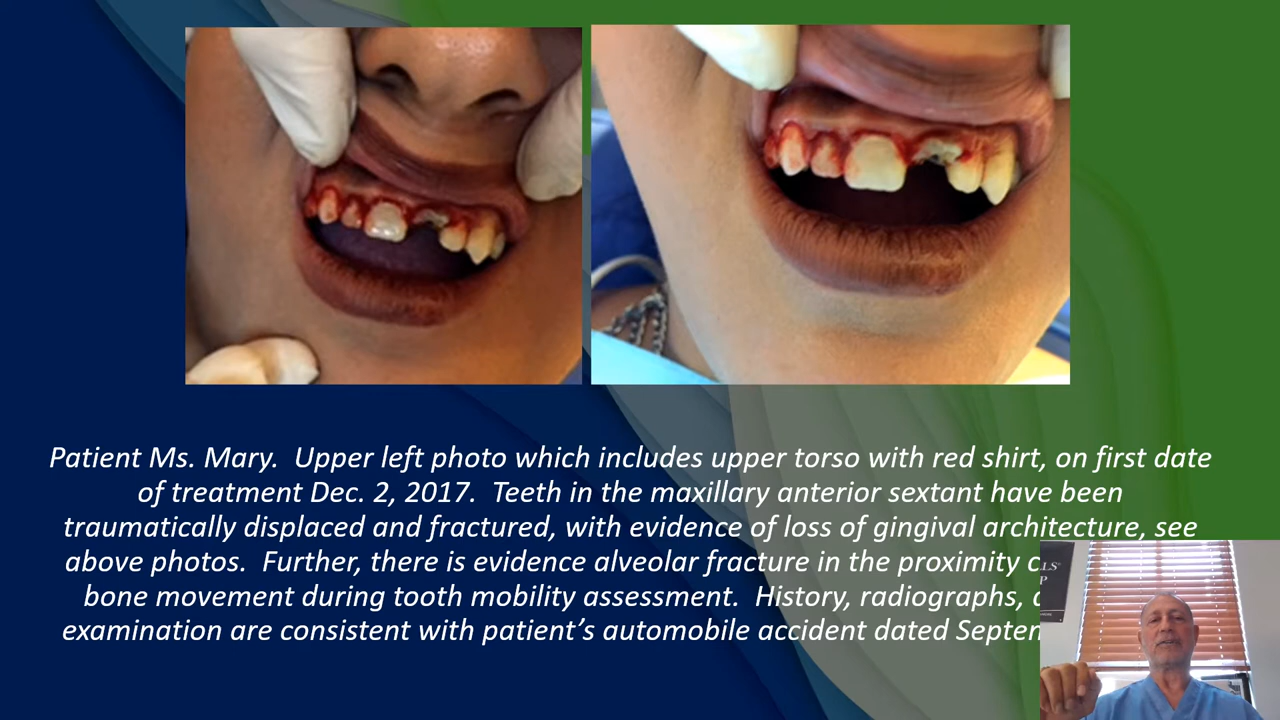 Patient Ms. Mary.  Upper left photo which includes upper torso with red shirt, on first date
of treatment Dec. 2, 2017.  Teeth in the maxillary anterior sextant have been
traumatically displaced and fractured, with evidence of loss of gingival architecture, see
above photos.  Further, there is evidence alveolar fracture in the proximity
bone movement during tooth mobility assessment.  History, radiographs,
examination are consistent with patient's automobile accident dated